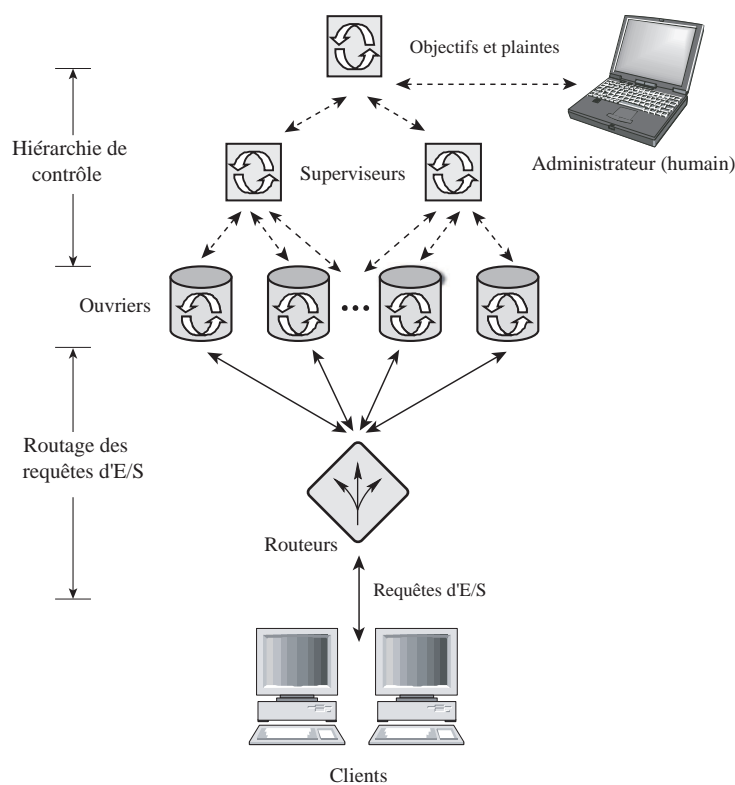 Objectifs et plaintes
Hiérarchie de
contrôle
Superviseurs
Administrateur (humain)
Ouvriers
...
Routage des
requêtes d'E/S
Routeurs
Requêtes d'E/S
Clients